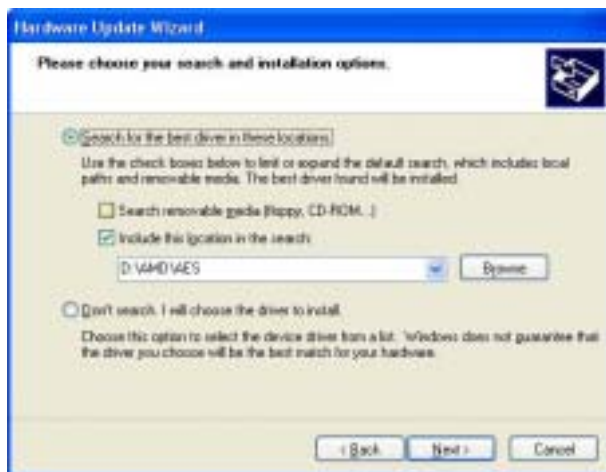 Hardware Update Wizard
Please choose your search and installation options.
Search for the best driver in these locations.
Use the check boxes below to limit or expand the default search, which includes local
paths and removable media. The best driver found will be installed.
Search removable media (floppy, CD-ROM...)
Include this location in the search:
D:\AMD\AES
Browse
Don't search. I will choose the driver to install.
Choose this option to select the device driver from a list. Windows does not guarantee that
the driver you choose will be the best match for your hardware.
< Back
Next >
Cancel